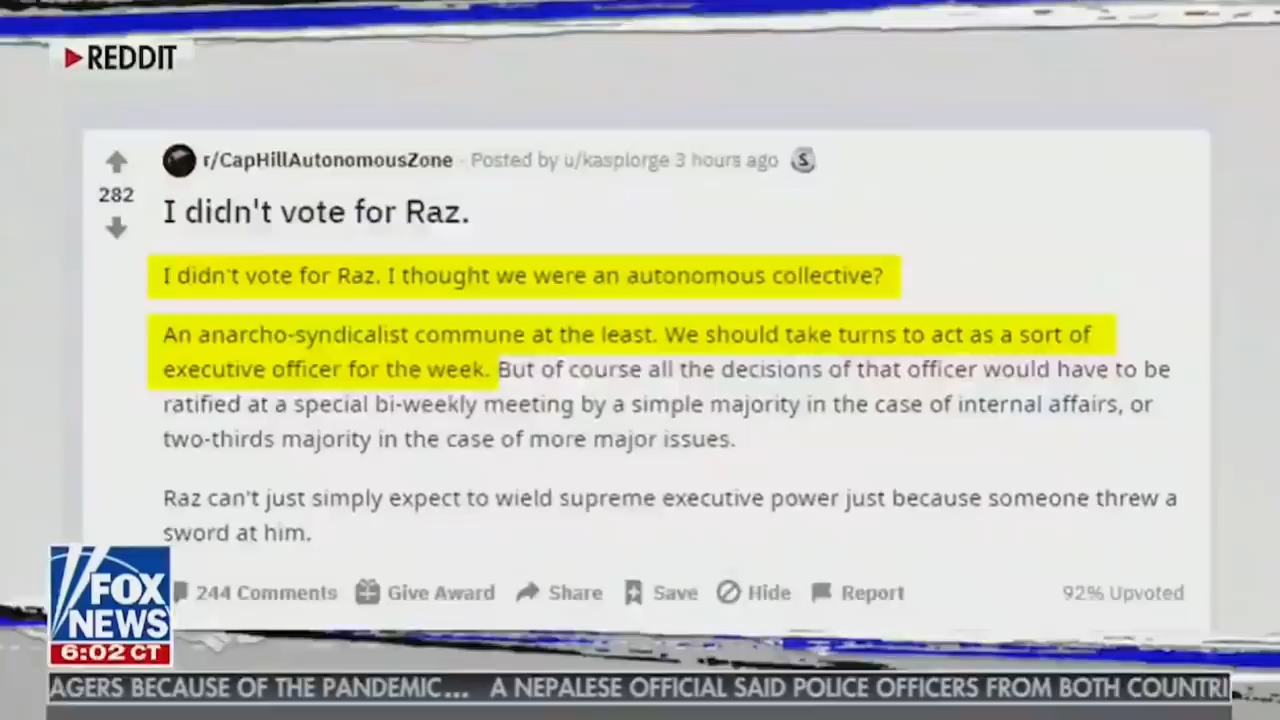 REDDIT
r/CapHillAutonomousZone · Posted by u/kasplorge 3 hours ago S
282
I didn't vote for Raz.
I didn't vote for Raz. I thought we were an autonomous collective?
An anarcho-syndicalist commune at the least. We should take turns to act as a sort of
executive officer for the week. But of course all the decisions of that officer would have to be
ratified at a special bi-weekly meeting by a simple majority in the case of internal affairs, or
two-thirds majority in the case of more major issues.
Raz can't just simply expect to wield supreme executive power just because someone threw a
sword at him.
244 Comments Give Award Share Save Hide Report 92% Upvoted
FOX
NEWS
6:02 CT
AGERS BECAUSE OF THE PANDEMIC... A NEPALESE OFFICIAL SAID POLICE OFFICERS FROM BOTH COUNTRI